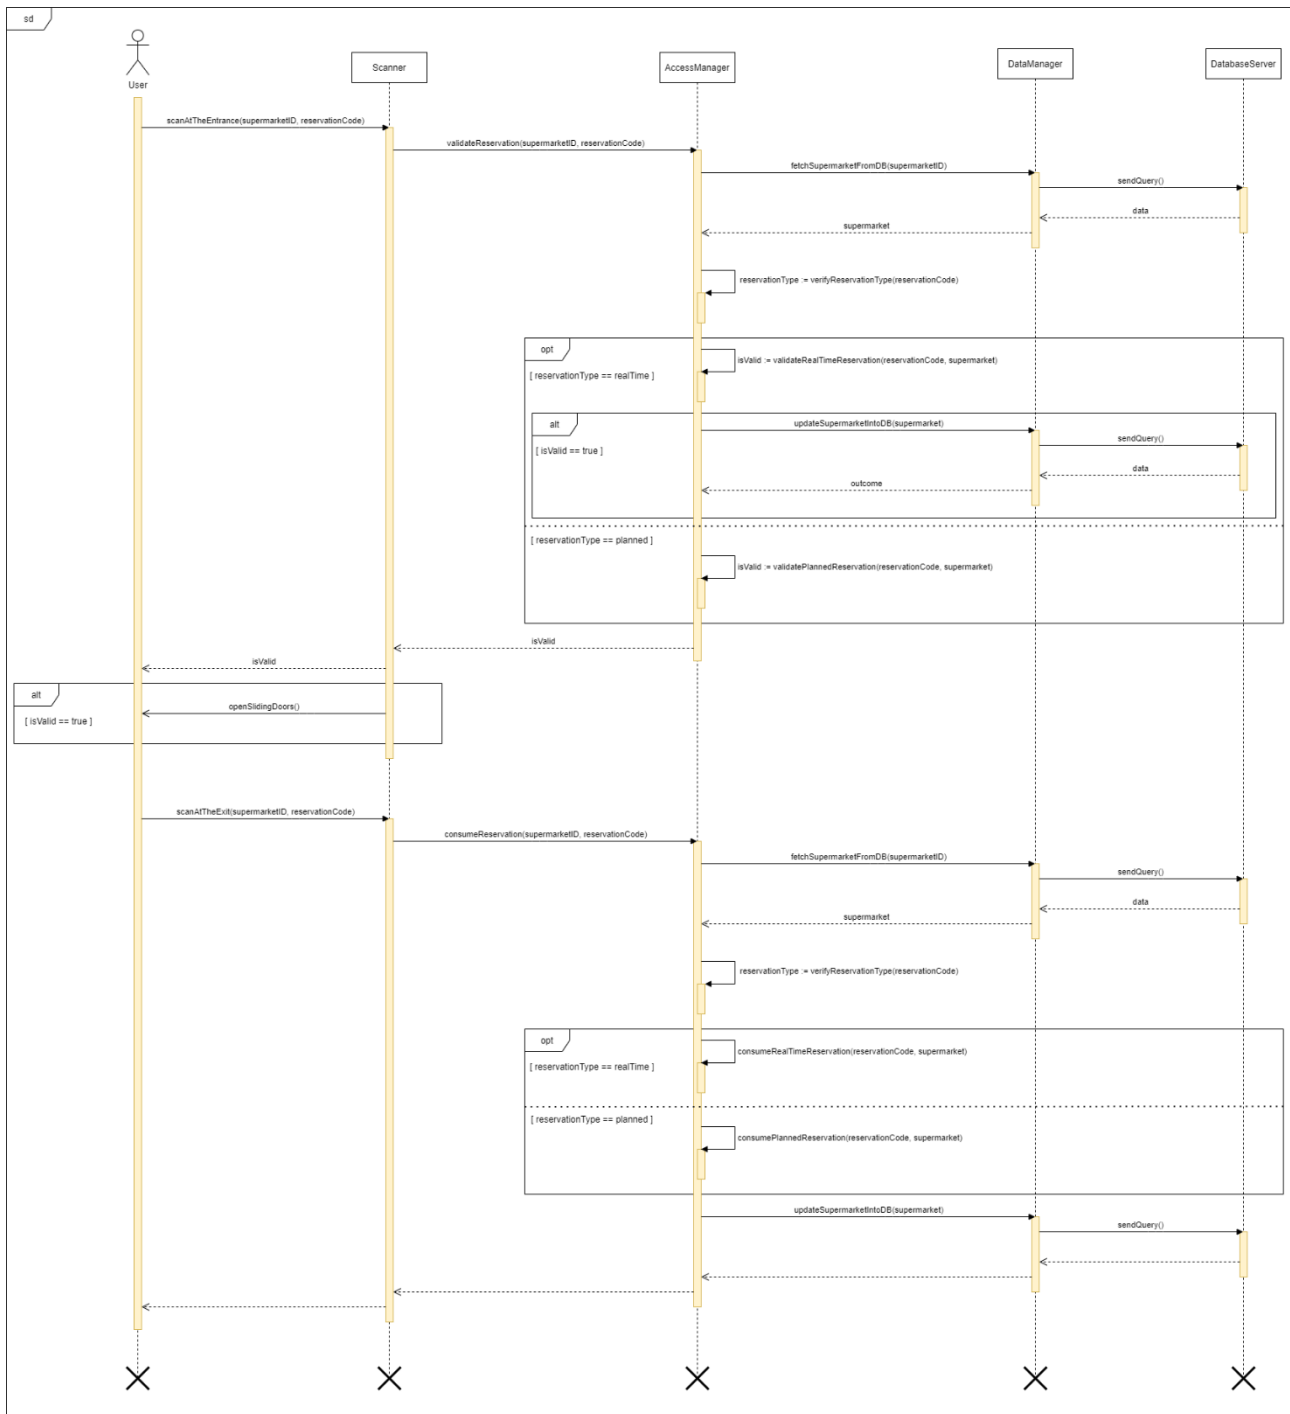 sd
User
Scanner
AccessManager
DataManager
DatabaseServer
scanAtTheEntrance(supermarketID, reservationCode)
validateReservation(supermarketID, reservationCode)
fetchSupermarketFromDB(supermarketID)
sendQuery()
data
supermarket
reservationType := verifyReservationType(reservationCode)
opt
[ reservationType == realTime ]
isValid := validateRealTimeReservation(reservationCode, supermarket)
alt
[ isValid == true ]
updateSupermarketIntoDB(supermarket)
sendQuery()
data
outcome
[ reservationType == planned ]
isValid := validatePlannedReservation(reservationCode, supermarket)
isValid
isValid
alt
[ isValid == true ]
openSlidingDoors()
scanAtTheExit(supermarketID, reservationCode)
consumeReservation(supermarketID, reservationCode)
fetchSupermarketFromDB(supermarketID)
sendQuery()
data
supermarket
reservationType := verifyReservationType(reservationCode)
opt
[ reservationType == realTime ]
consumeRealTimeReservation(reservationCode, supermarket)
[ reservationType == planned ]
consumePlannedReservation(reservationCode, supermarket)
updateSupermarketIntoDB(supermarket)
sendQuery()